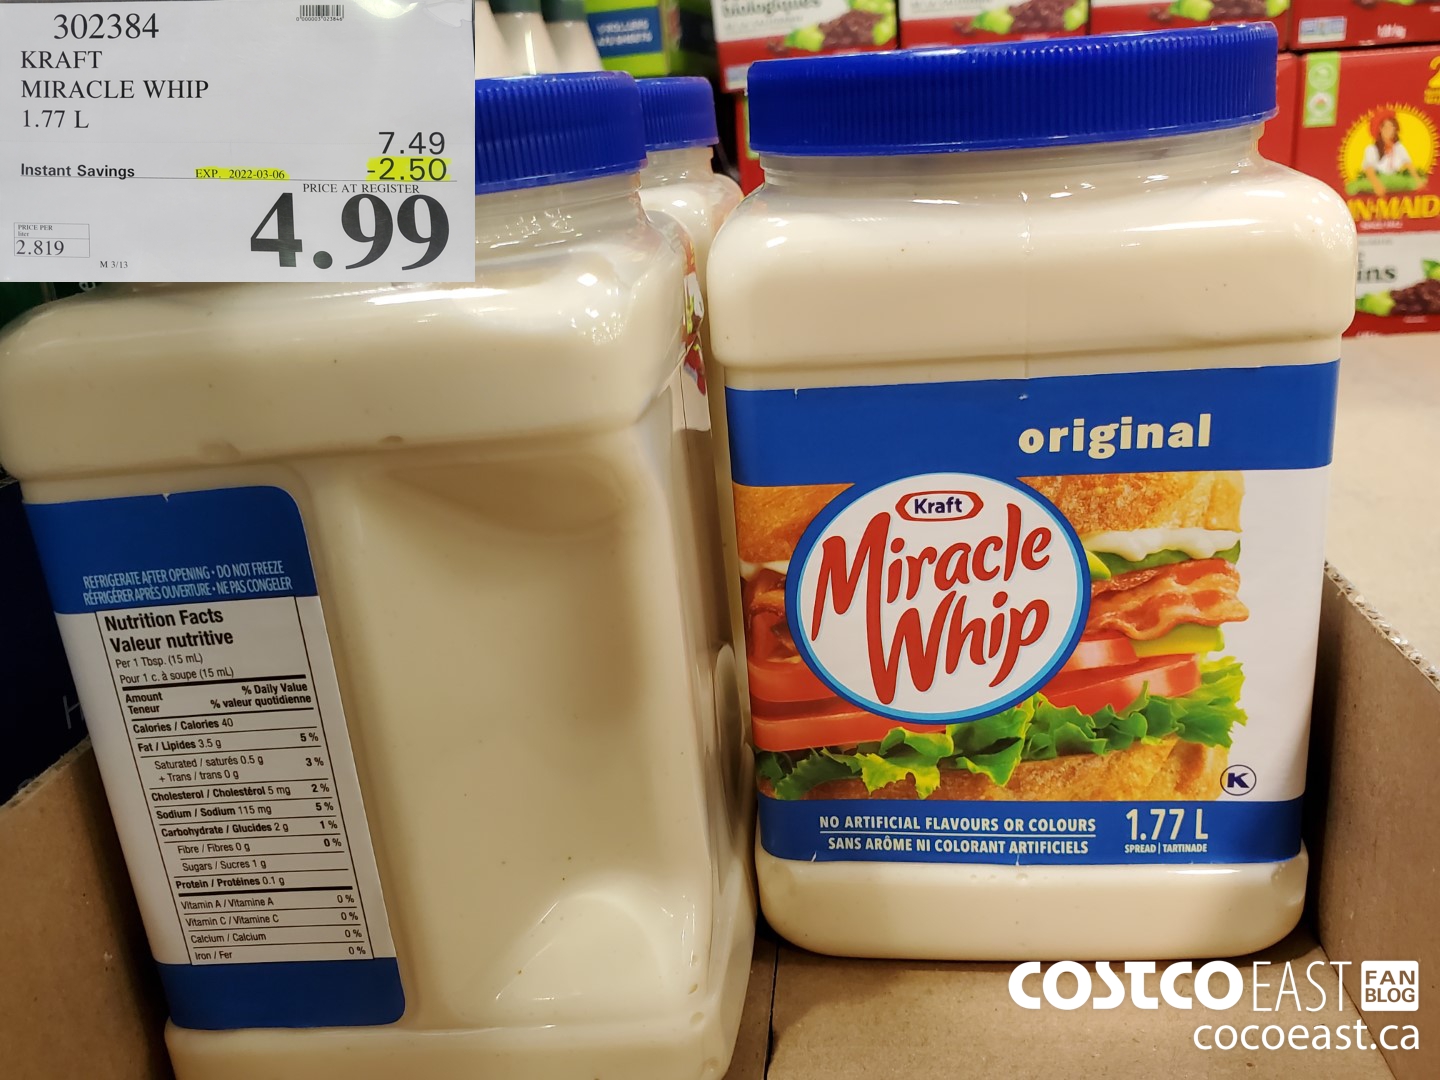 302384
KRAFT
MIRACLE WHIP
1.77 L
7.49
Instant Savings EXP. 2022-03-06 -2.50
PRICE AT REGISTER
4.99
PRICE PER
liter
2.819
M 3/13
biologiques
original
Kraft
Miracle
Whip
K
NO ARTIFICIAL FLAVOURS OR COLOURS
SANS ARÔME NI COLORANT ARTIFICIELS
1.77 L
SPREAD | TARTINADE
REFRIGERATE AFTER OPENING • DO NOT FREEZE
RÉFRIGÉRER APRÈS OUVERTURE • NE PAS CONGELER
Nutrition Facts
Valeur nutritive
Per 1 Tbsp. (15 mL)
Pour 1 c. à soupe (15 mL)
Amount % Daily Value
Teneur % valeur quotidienne
Calories / Calories 40
Fat / Lipides 3.5 g 5 %
Saturated / saturés 0.5 g 3 %
+ Trans / trans 0 g
Cholesterol / Cholestérol 5 mg 2 %
Sodium / Sodium 115 mg 5 %
Carbohydrate / Glucides 2 g 1 %
Fibre / Fibres 0 g 0 %
Sugars / Sucres 1 g
Protein / Protéines 0.1 g
Vitamin A / Vitamine A 0 %
Vitamin C / Vitamine C 0 %
Calcium / Calcium 0 %
Iron / Fer 0 %
N-MAID
ins
COSTCO EAST FAN
BLOG
cocoeast.ca